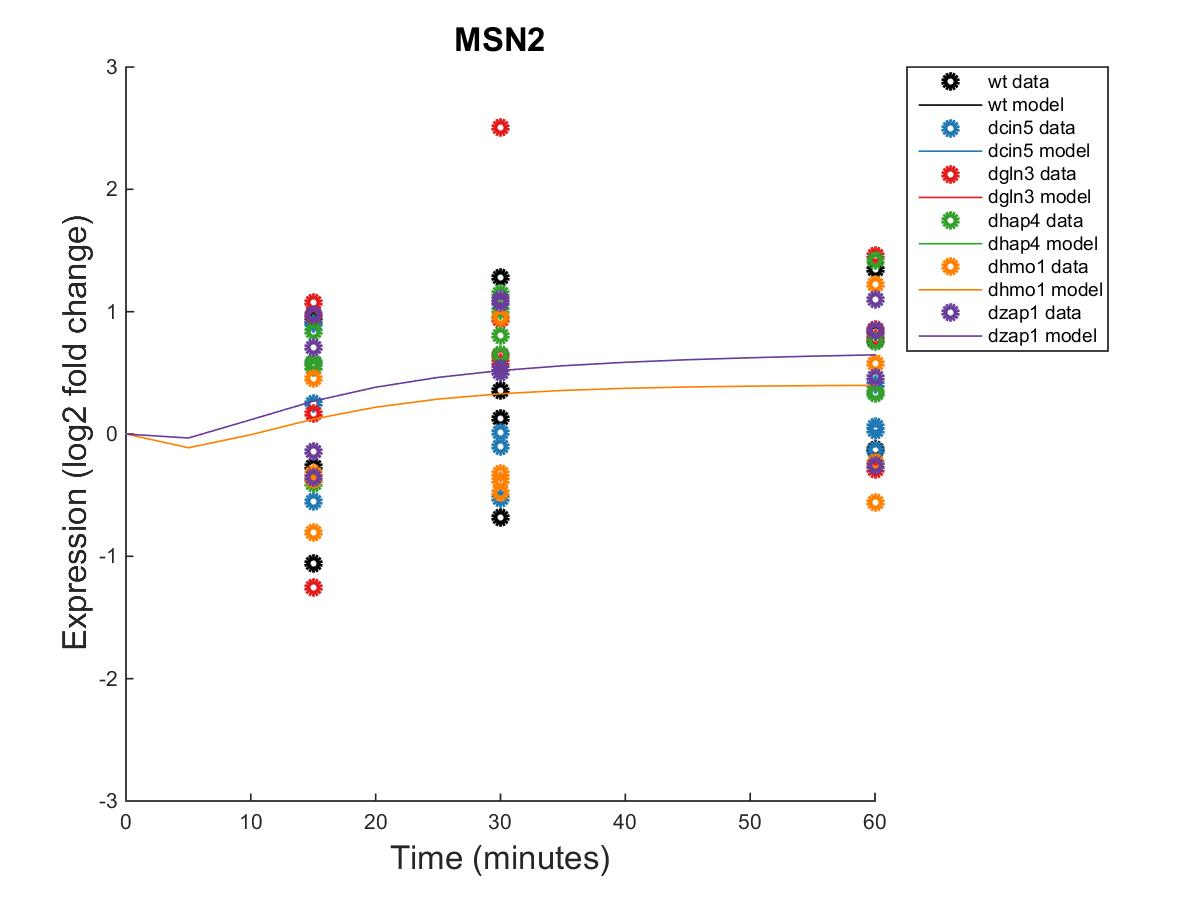 MSN2
3
2
1
0
-1
-2
-3
Expression (log2 fold change)
0
10
20
30
40
50
60
Time (minutes)
wt data
wt model
dcin5 data
dcin5 model
dgln3 data
dgln3 model
dhap4 data
dhap4 model
dhmo1 data
dhmo1 model
dzap1 data
dzap1 model